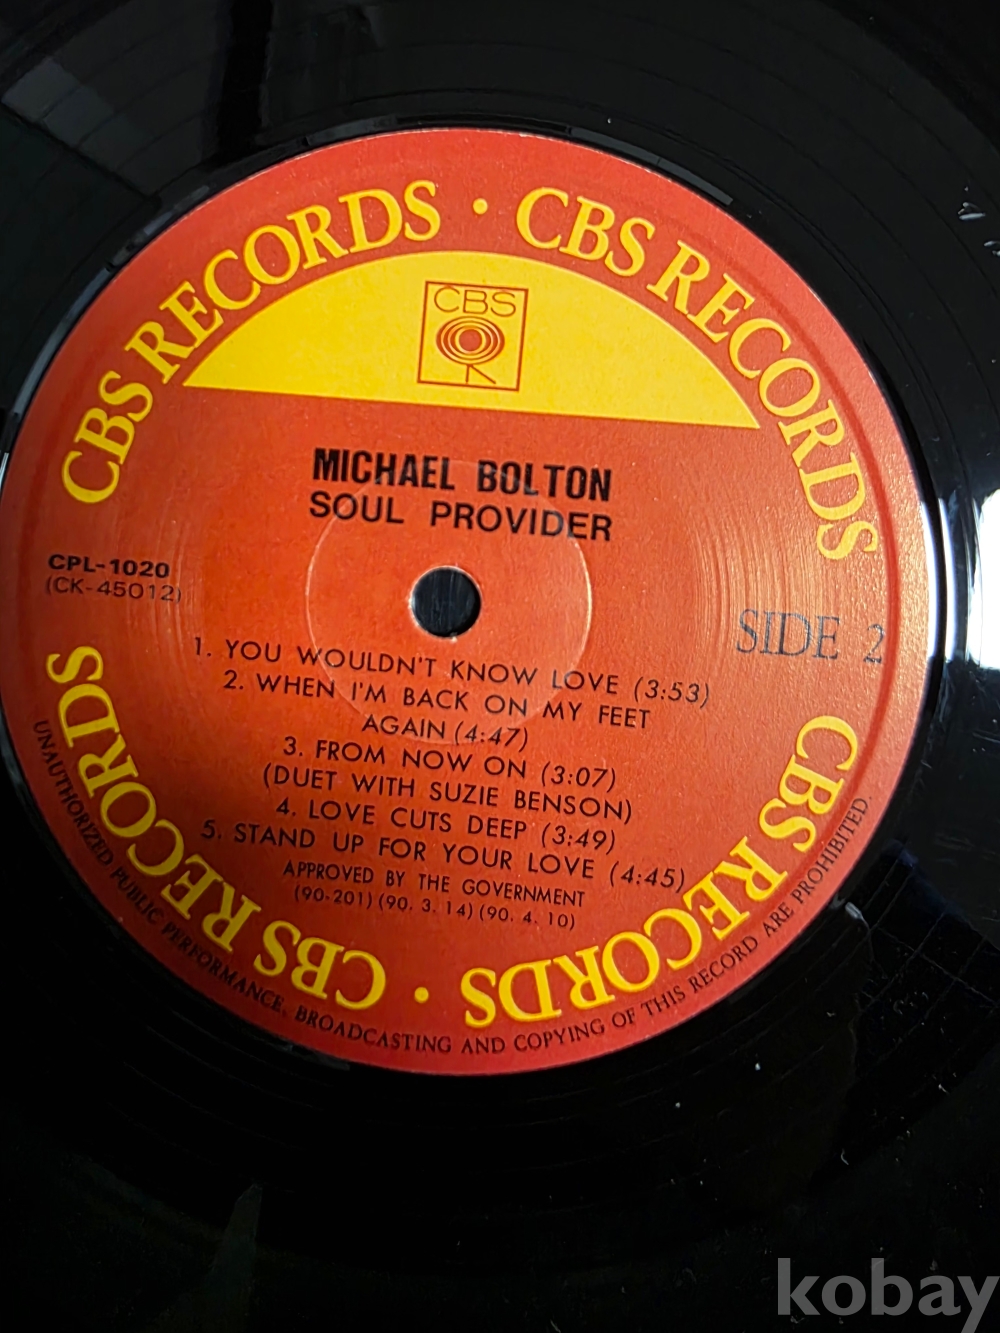 CBS RECORDS · CBS RECORDS
CBS
MICHAEL BOLTON
SOUL PROVIDER
CPL-1020
(CK-45012)
SIDE 2
1. YOU WOULDN'T KNOW LOVE (3:53)
2. WHEN I'M BACK ON MY FEET
AGAIN (4:47)
3. FROM NOW ON (3:07)
(DUET WITH SUZIE BENSON)
4. LOVE CUTS DEEP (3:49)
5. STAND UP FOR YOUR LOVE (4:45)
APPROVED BY THE GOVERNMENT
(90-201) (90. 3. 14) (90. 4. 10)
CBS RECORDS · CBS RECORDS
UNAUTHORIZED PUBLIC PERFORMANCE, BROADCASTING AND COPYING OF THIS RECORD ARE PROHIBITED.
kobay